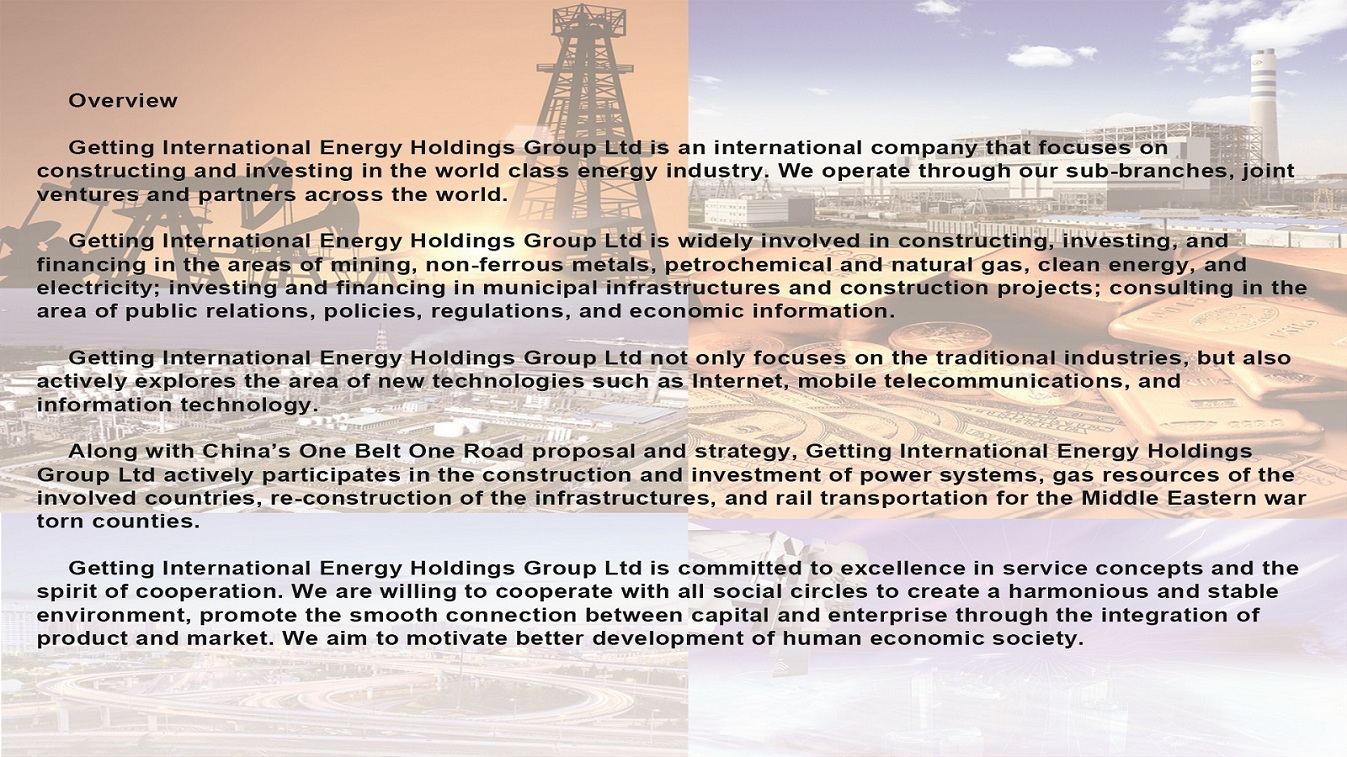 Overview
Getting International Energy Holdings Group Ltd is an international company that focuses on
constructing and investing in the world class energy industry. We operate through our sub-branches, joint
ventures and partners across the world.
Getting International Energy Holdings Group Ltd is widely involved in constructing, investing, and
financing in the areas of mining, non-ferrous metals, petrochemical and natural gas, clean energy, and
electricity; investing and financing in municipal infrastructures and construction projects; consulting in the
area of public relations, policies, regulations, and economic information.
Getting International Energy Holdings Group Ltd not only focuses on the traditional industries, but also
actively explores the area of new technologies such as Internet, mobile telecommunications, and
information technology.
Along with China’s One Belt One Road proposal and strategy, Getting International Energy Holdings
Group Ltd actively participates in the construction and investment of power systems, gas resources of the
involved countries, re-construction of the infrastructures, and rail transportation for the Middle Eastern war
torn counties.
Getting International Energy Holdings Group Ltd is committed to excellence in service concepts and the
spirit of cooperation. We are willing to cooperate with all social circles to create a harmonious and stable
environment, promote the smooth connection between capital and enterprise through the integration of
product and market. We aim to motivate better development of human economic society.